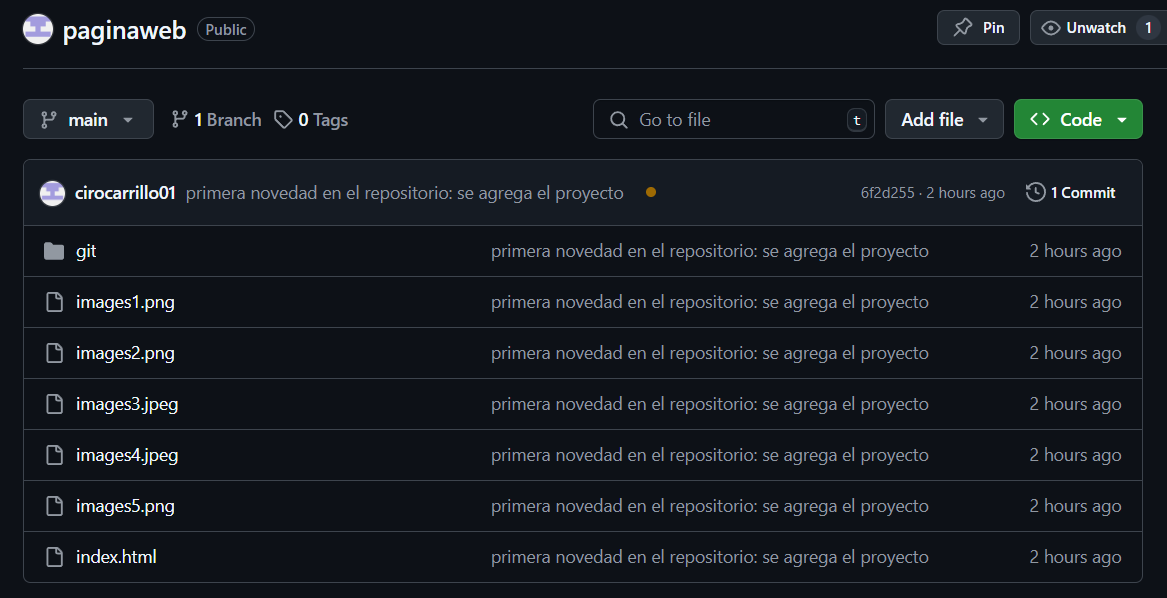 paginaweb Public Pin Unwatch 1
main 1 Branch 0 Tags Go to file t Add file Code
cirocarrillo01 primera novedad en el repositorio: se agrega el proyecto 6f2d255 · 2 hours ago 1 Commit
git primera novedad en el repositorio: se agrega el proyecto 2 hours ago
images1.png primera novedad en el repositorio: se agrega el proyecto 2 hours ago
images2.png primera novedad en el repositorio: se agrega el proyecto 2 hours ago
images3.jpeg primera novedad en el repositorio: se agrega el proyecto 2 hours ago
images4.jpeg primera novedad en el repositorio: se agrega el proyecto 2 hours ago
images5.png primera novedad en el repositorio: se agrega el proyecto 2 hours ago
index.html primera novedad en el repositorio: se agrega el proyecto 2 hours ago